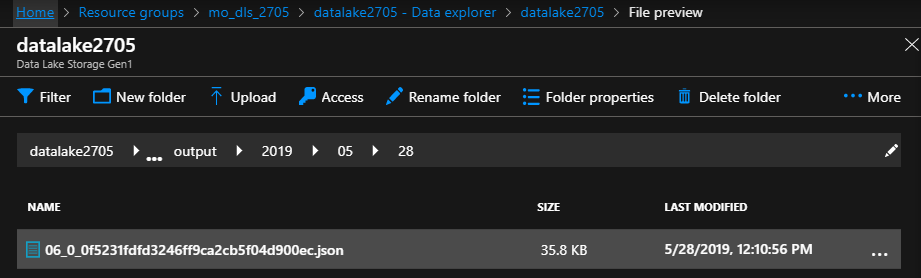 Home > Resource groups > mo_dls_2705 > datalake2705 - Data explorer > datalake2705 > File preview
datalake2705
Data Lake Storage Gen1
Filter New folder Upload Access Rename folder Folder properties Delete folder ... More
datalake2705 ... output 2019 05 28
NAME SIZE LAST MODIFIED
06_0_0f5231fdfd3246ff9ca2cb5f04d900ec.json 35.8 KB 5/28/2019, 12:10:56 PM ...